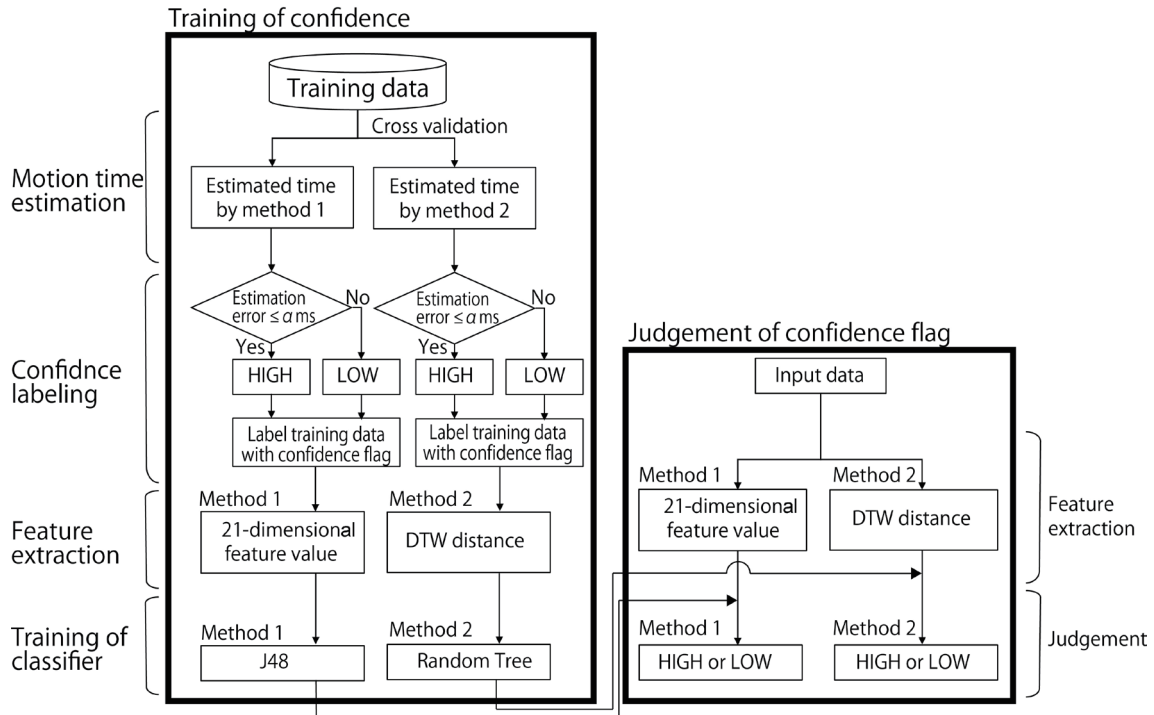 Training of confidence
Training data
Cross validation
Motion time
estimation
Estimated time
by method 1
Estimated time
by method 2
Confidnce
labeling
Estimation
error ≤ α ms
No
Yes
HIGH
LOW
Estimation
error ≤ α ms
No
Yes
HIGH
LOW
Label training data
with confidence flag
Label training data
with confidence flag
Feature
extraction
Method 1
21-dimensional
feature value
Method 2
DTW distance
Training of
classifier
Method 1
J48
Method 2
Random Tree
Judgement of confidence flag
Input data
Method 1
21-dimensional
feature value
Method 2
DTW distance
Feature
extraction
Method 1
HIGH or LOW
Method 2
HIGH or LOW
Judgement